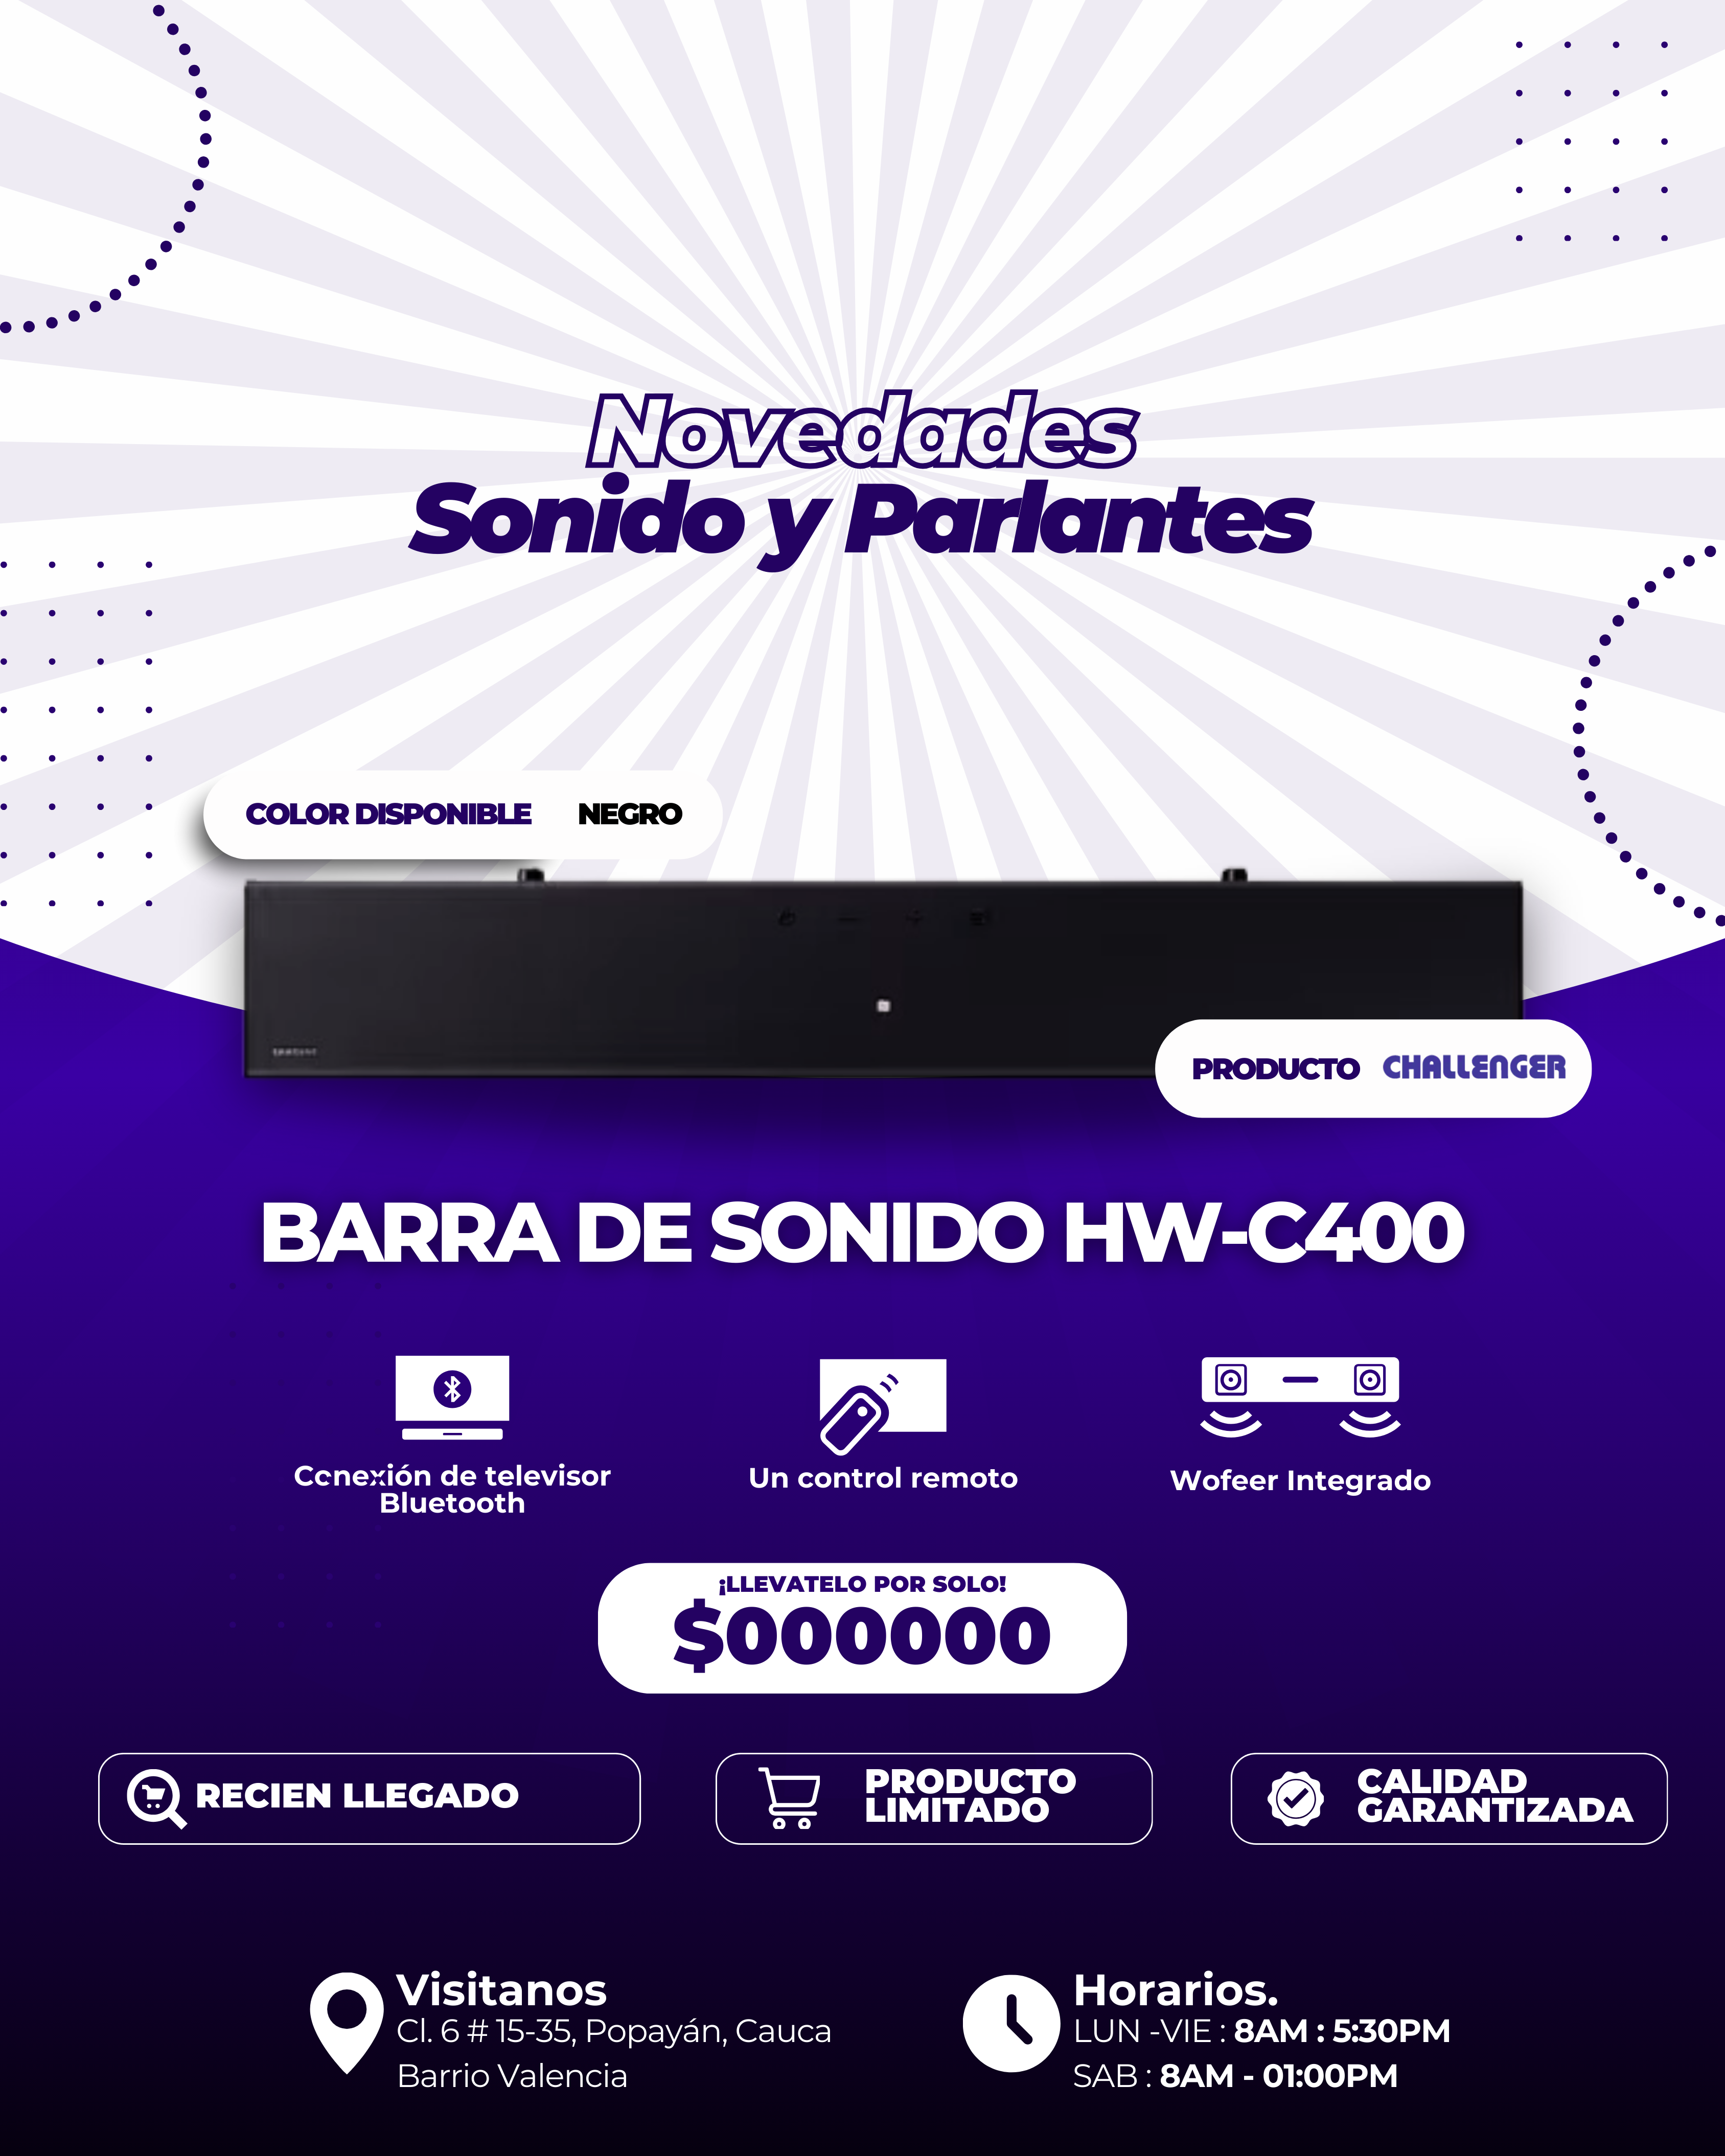 Novedades
Sonido y Parlantes
COLOR DISPONIBLE NEGRO
PRODUCTO CHALLENGER
BARRA DE SONIDO HW-C400
Conexión de televisor
Bluetooth
Un control remoto
Wofeer Integrado
¡LLEVATELO POR SOLO!
$000000
RECIEN LLEGADO
PRODUCTO
LIMITADO
CALIDAD
GARANTIZADA
Visitanos
Cl. 6 # 15-35, Popayán, Cauca
Barrio Valencia
Horarios.
LUN -VIE : 8AM : 5:30PM
SAB : 8AM - 01:00PM